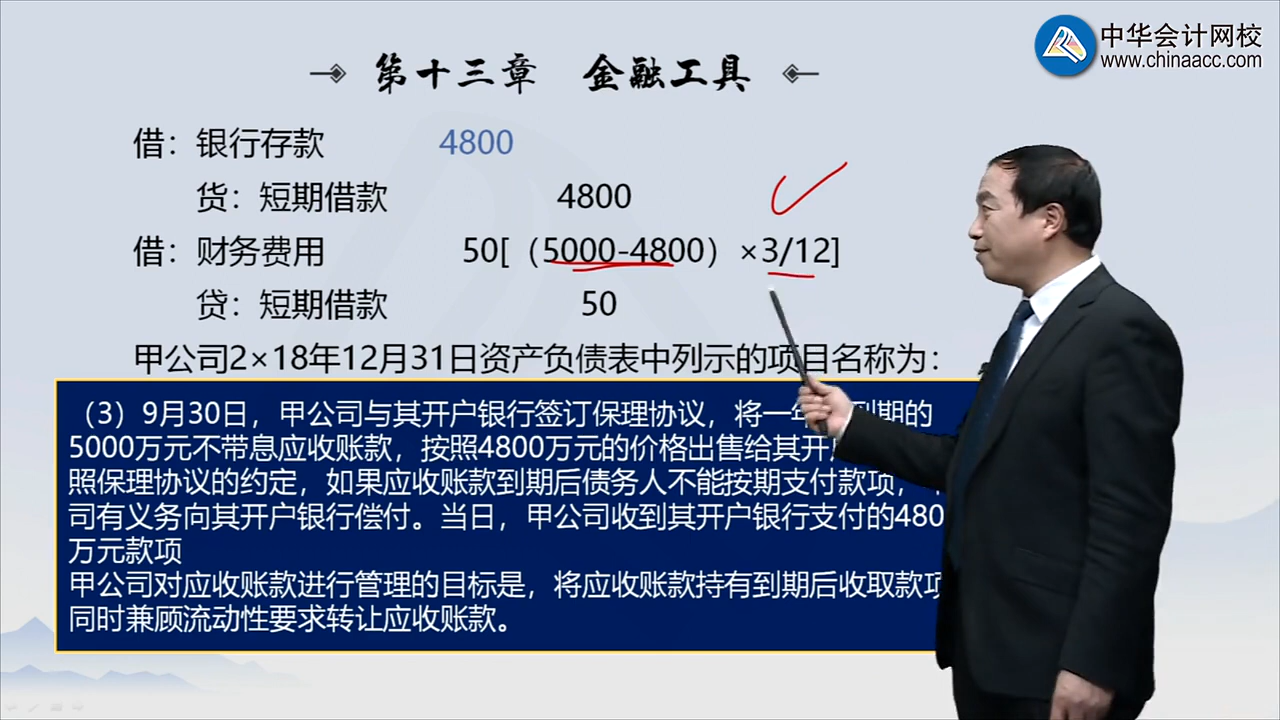 中华会计网校
www.chinaacc.com
第十三章 金融工具
借：银行存款 4800
货：短期借款 4800
借：财务费用 50[（5000-4800）×3/12]
贷：短期借款 50
甲公司2×18年12月31日资产负债表中列示的项目名称为：
（3）9月30日，甲公司与其开户银行签订保理协议，将一年 到期的
5000万元不带息应收账款，按照4800万元的价格出售给其开
照保理协议的约定，如果应收账款到期后债务人不能按期支付款项，
司有义务向其开户银行偿付。当日，甲公司收到其开户银行支付的480
万元款项
甲公司对应收账款进行管理的目标是，将应收账款持有到期后收取款项
同时兼顾流动性要求转让应收账款。